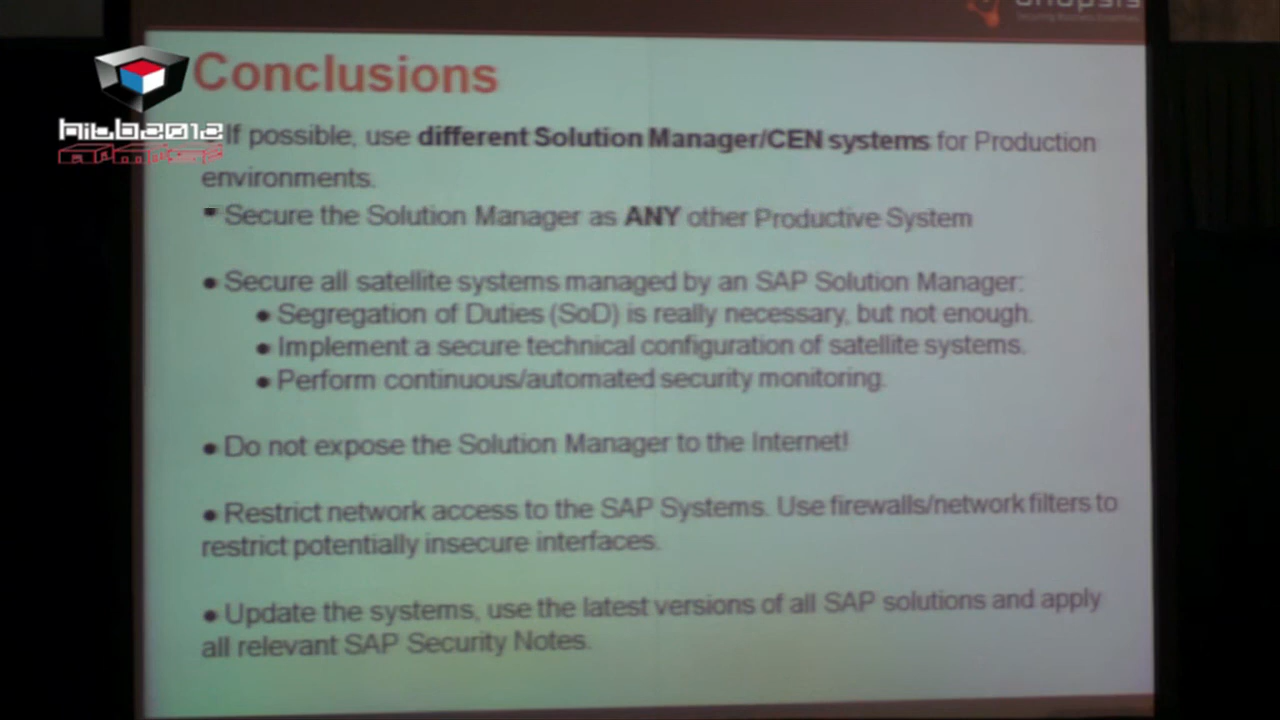 Conclusions
hitb2012
If possible, use different Solution Manager/CEN systems for Production
environments.
Secure the Solution Manager as ANY other Productive System
● Secure all satellite systems managed by an SAP Solution Manager:
● Segregation of Duties (SoD) is really necessary, but not enough.
● Implement a secure technical configuration of satellite systems.
● Perform continuous/automated security monitoring.
● Do not expose the Solution Manager to the Internet!
● Restrict network access to the SAP Systems. Use firewalls/network filters to
restrict potentially insecure interfaces.
● Update the systems, use the latest versions of all SAP solutions and apply
all relevant SAP Security Notes.